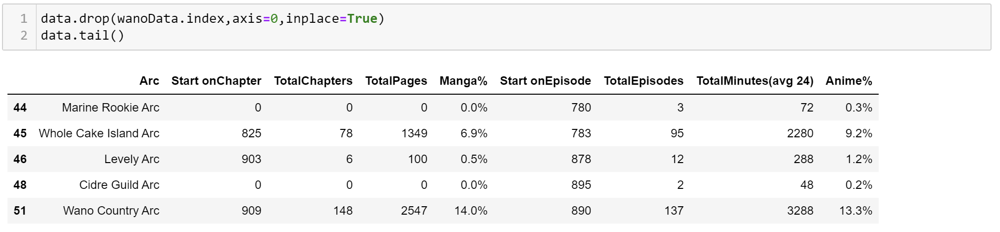 1 data.drop(wanoData.index,axis=0,inplace=True)
2 data.tail()
Arc Start onChapter TotalChapters TotalPages Manga% Start onEpisode TotalEpisodes TotalMinutes(avg 24) Anime%
44 Marine Rookie Arc 0 0 0 0.0% 780 3 72 0.3%
45 Whole Cake Island Arc 825 78 1349 6.9% 783 95 2280 9.2%
46 Levely Arc 903 6 100 0.5% 878 12 288 1.2%
48 Cidre Guild Arc 0 0 0 0.0% 895 2 48 0.2%
51 Wano Country Arc 909 148 2547 14.0% 890 137 3288 13.3%